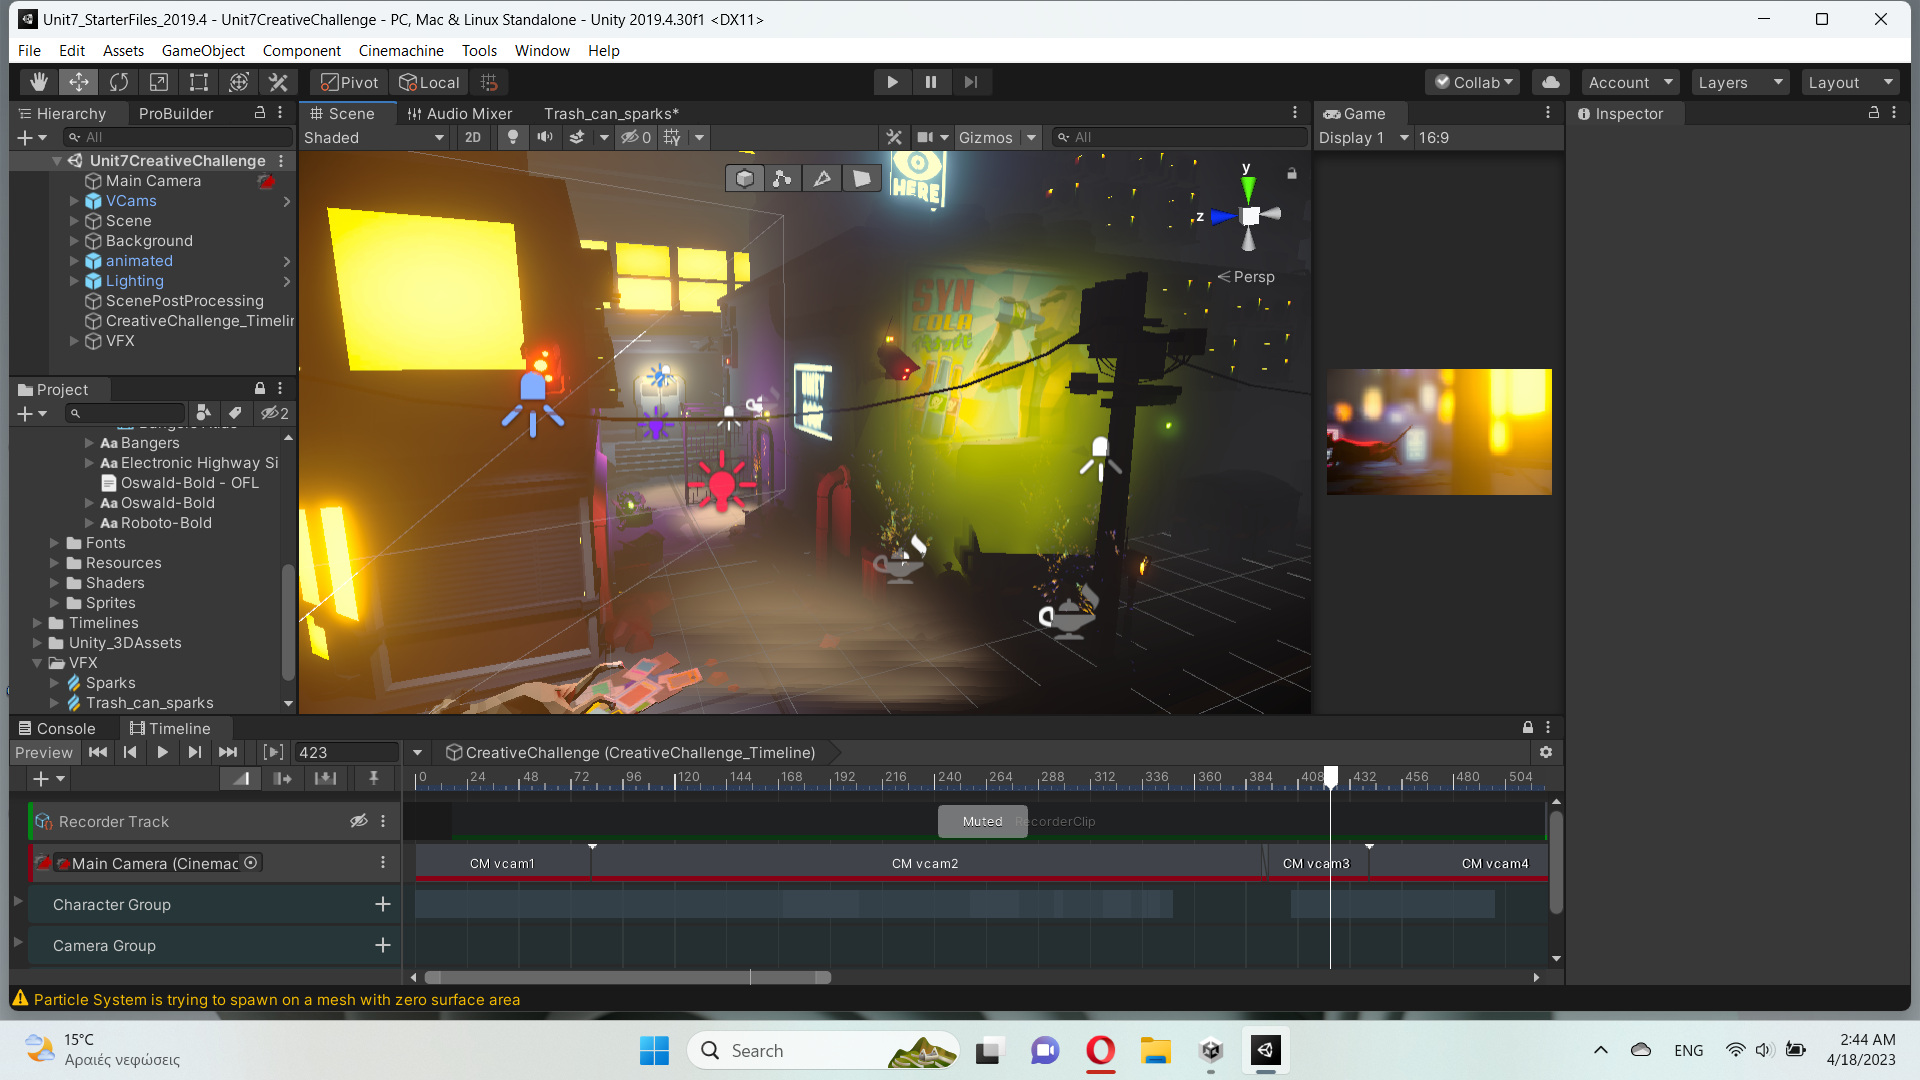 Unit7_StarterFiles_2019.4 - Unit7CreativeChallenge - PC, Mac & Linux Standalone - Unity 2019.4.30f1 <DX11>
File Edit Assets GameObject Component Cinemachine Tools Window Help
Pivot Local Collab Account Layers Layout
Hierarchy ProBuilder Scene Audio Mixer Trash_can_sparks* Game Inspector
All Shaded 2D 0 Gizmos All Display 1 16:9
Unit7CreativeChallenge
Main Camera
VCams
Scene
Background
animated
Lighting
ScenePostProcessing
CreativeChallenge_Timelin
VFX
HERE
y
z
Persp
SYN
COLA
UNITY
Project
2
Bangers
Electronic Highway Si
Oswald-Bold - OFL
Oswald-Bold
Roboto-Bold
Fonts
Resources
Shaders
Sprites
Timelines
Unity_3DAssets
VFX
Sparks
Trash_can_sparks
Console Timeline
Preview 423 CreativeChallenge (CreativeChallenge_Timeline)
0 24 48 72 96 120 144 168 192 216 240 264 288 312 336 360 384 408 432 456 480 504
Recorder Track Muted RecorderClip
Main Camera (Cinemac CM vcam1 CM vcam2 CM vcam3 CM vcam4
Character Group
Camera Group
Particle System is trying to spawn on a mesh with zero surface area
15°C
Αραιές νεφώσεις
Search
ENG
2:44 AM
4/18/2023